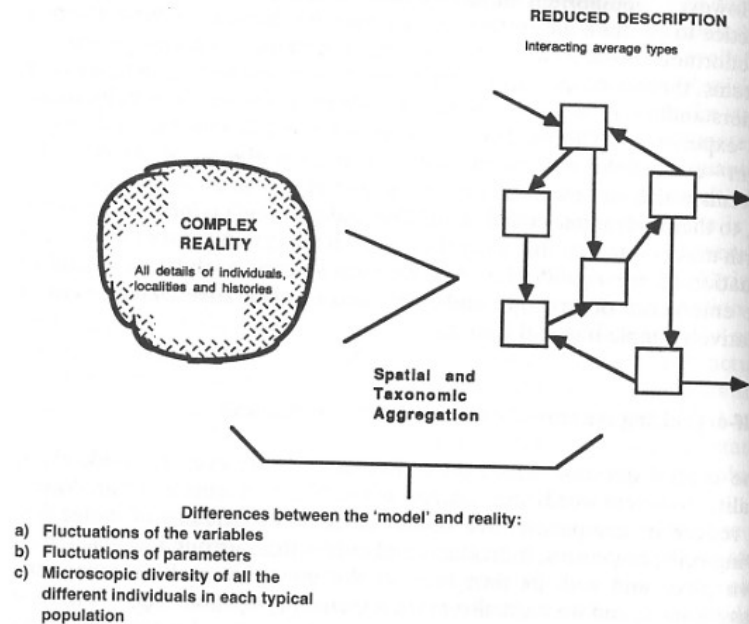 REDUCED DESCRIPTION
Interacting average types
COMPLEX
REALITY
All details of individuals,
localities and histories
Spatial and
Taxonomic
Aggregation
Differences between the 'model' and reality:
a) Fluctuations of the variables
b) Fluctuations of parameters
c) Microscopic diversity of all the
different individuals in each typical
population